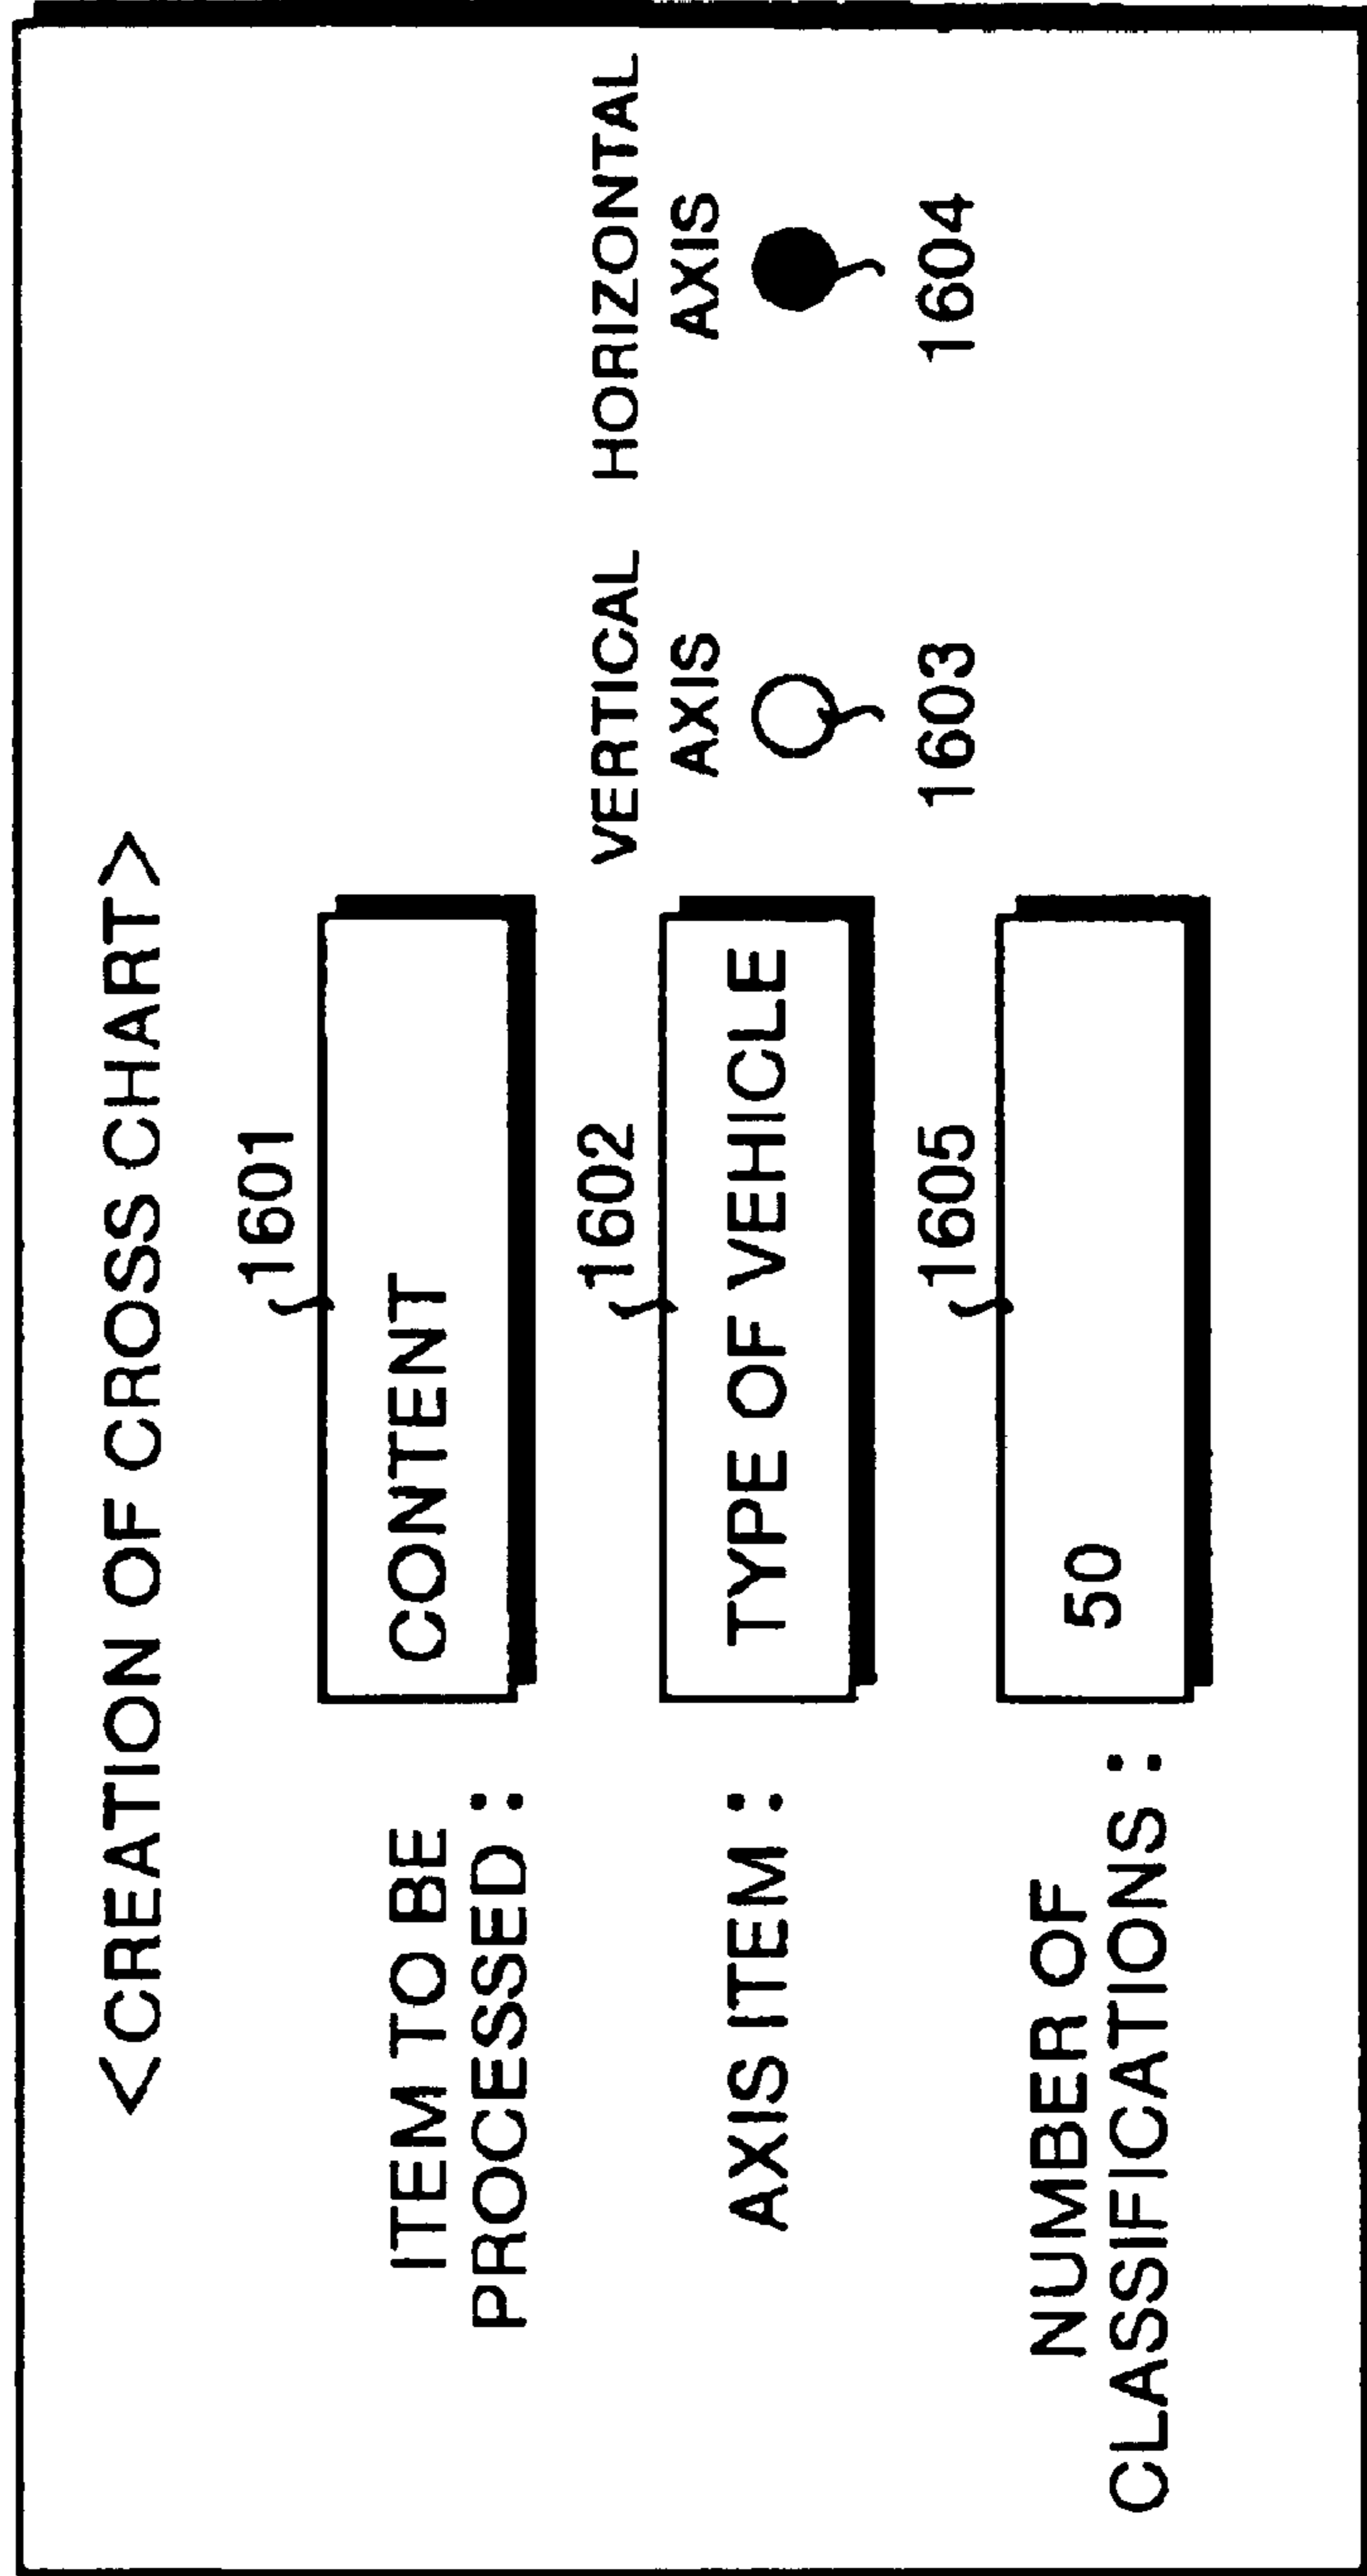 <CREATION OF CROSS CHART>
1601
ITEM TO BE
PROCESSED :
CONTENT
1602
VERTICAL HORIZONTAL
AXIS AXIS
AXIS ITEM :
TYPE OF VEHICLE
1603 1604
1605
NUMBER OF
CLASSIFICATIONS :
50